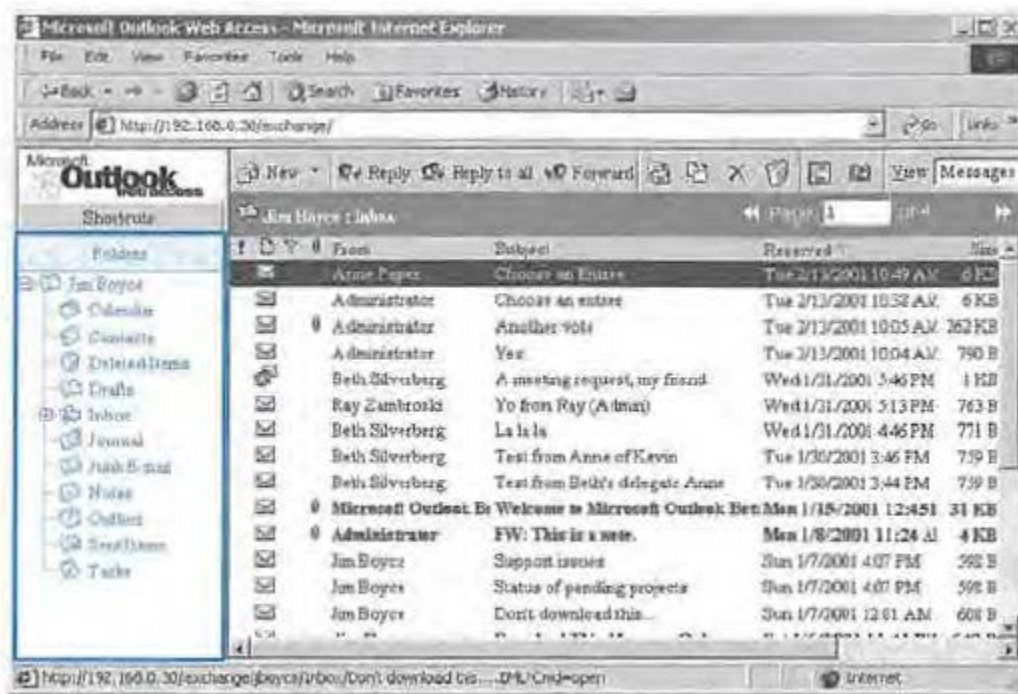 Microsoft Outlook Web Access - Microsoft Internet Explorer
File Edit View Favorites Tools Help
Back Search Favorites History
Address http://192.168.0.30/exchange/ Go Links
Microsoft Outlook Web Access
New Reply Reply to all Forward View Messages
Shortcuts
Jim Boyce : Inbox Page 1 of 4
Folders
From Subject Received Size
Jim Boyce
Calendar
Contacts
Deleted Items
Drafts
Inbox
Journal
Junk E-mail
Notes
Outbox
Sent Items
Tasks
Choose an Entree Tue 2/13/2001 10:49 AM 6 KB
Administrator Choose an entree Tue 2/13/2001 AM 6 KB
Administrator Another vote Tue 2/13/2001 10:05 AM 362 KB
Administrator Tue 2/13/2001 10:04 AM 790 B
Beth Silverberg A meeting request, my friend Wed 1/31/2001 5:46 PM 1 KB
Ray Zambroski Yo from Ray (Admin) Wed 1/31/2001 5:13 PM 763 B
Beth Silverberg La la la Wed 1/31/2001 4:46 PM 771 B
Beth Silverberg Test from Anne of Kevin Tue 1/30/2001 3:46 PM 759 B
Beth Silverberg Test from Beth's delegate Anne Tue 1/30/2001 3:44 PM 759 B
Microsoft Outlook Be Welcome to Microsoft Outlook Bet Mon 1/15/2001 12:45 31 KB
Administrator FW: This is a note. Mon 1/8/2001 11:24 A 4 KB
Jim Boyce Support issues Sun 1/7/2001 4:07 PM 598 B
Jim Boyce Status of pending projects Sun 1/7/2001 4:07 PM 598 B
Jim Boyce Don't download this... Sun 1/7/2001 12:01 AM 608 B
http://192.168.0.30/exchange/jboyce/Inbox/Don't download this....EML?Cmd=open Internet